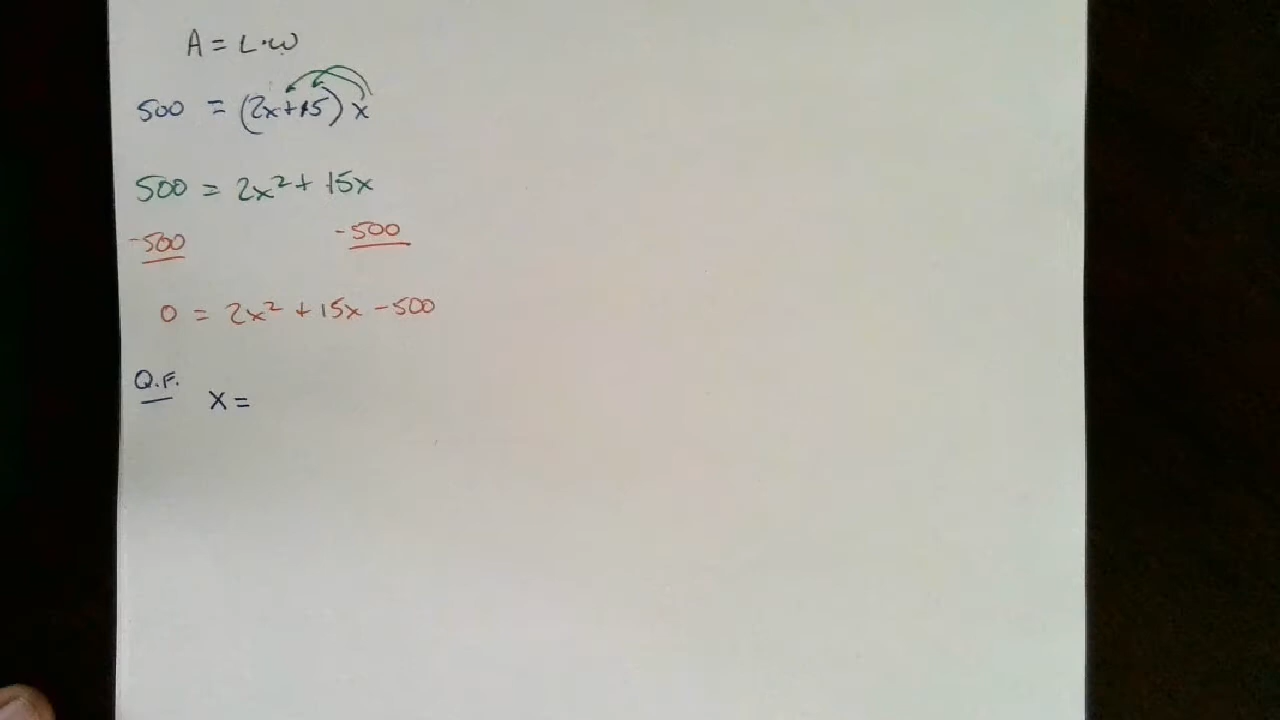 A = L·W
500 = (2x+15)x
500 = 2x² + 15x
-500 -500
0 = 2x² + 15x - 500
Q.F. x =